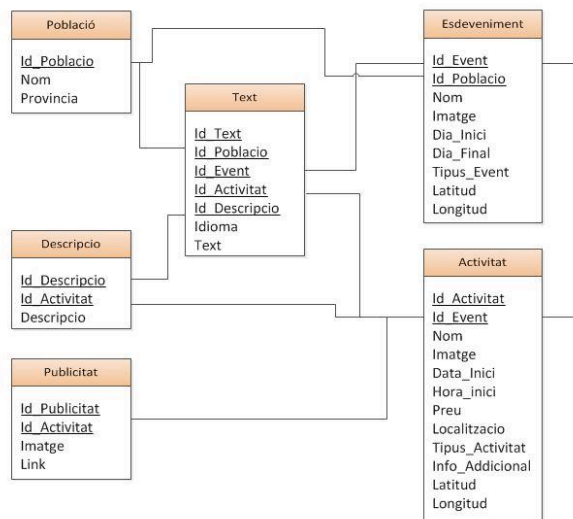 Població
Id_Poblacio
Nom
Provincia
Text
Id_Text
Id_Poblacio
Id_Event
Id_Activitat
Id_Descripcio
Idioma
Text
Esdeveniment
Id_Event
Id_Poblacio
Nom
Imatge
Dia_Inici
Dia_Final
Tipus_Event
Latitud
Longitud
Descripcio
Id_Descripcio
Id_Activitat
Descripcio
Activitat
Id_Activitat
Id_Event
Nom
Imatge
Data_Inici
Hora_inici
Preu
Localitzacio
Tipus_Activitat
Info_Addicional
Latitud
Longitud
Publicitat
Id_Publicitat
Id_Activitat
Imatge
Link